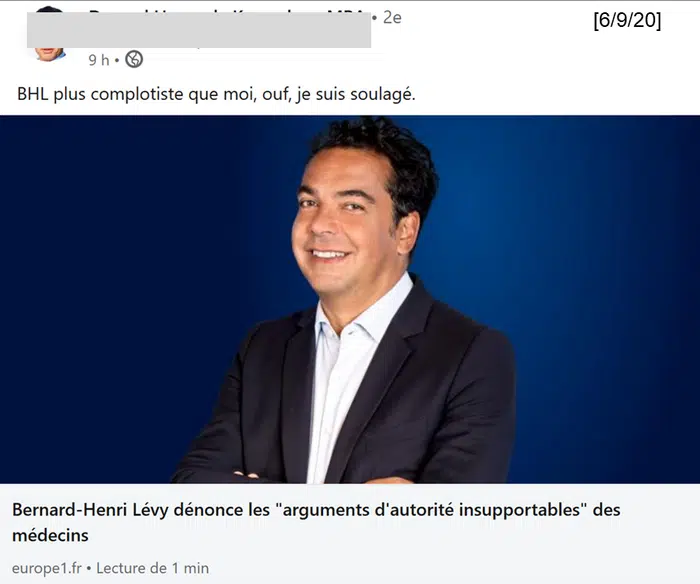 • 2e
[6/9/20]
9 h •
BHL plus complotiste que moi, ouf, je suis soulagé.
Bernard-Henri Lévy dénonce les "arguments d'autorité insupportables" des
médecins
europe1.fr • Lecture de 1 min